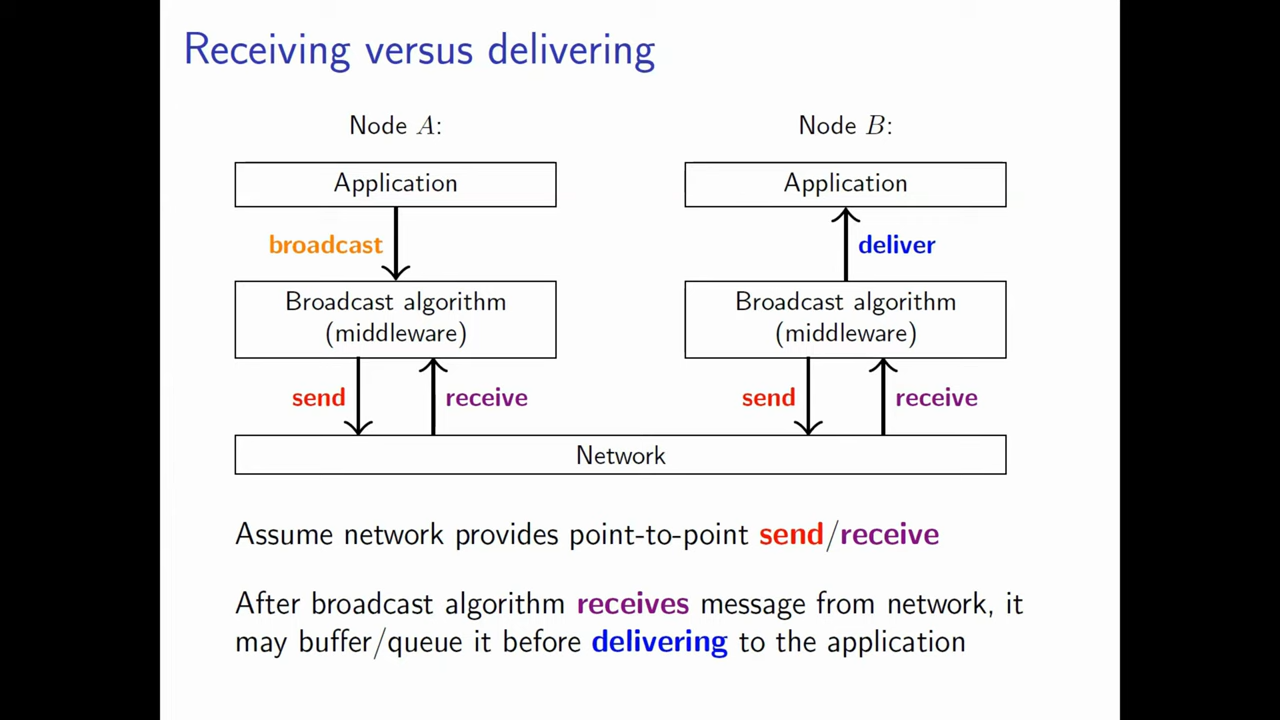 Receiving versus delivering
Node A:
Node B:
Application
Application
broadcast
deliver
Broadcast algorithm
(middleware)
Broadcast algorithm
(middleware)
send
receive
send
receive
Network
Assume network provides point-to-point send/receive
After broadcast algorithm receives message from network, it
may buffer/queue it before delivering to the application